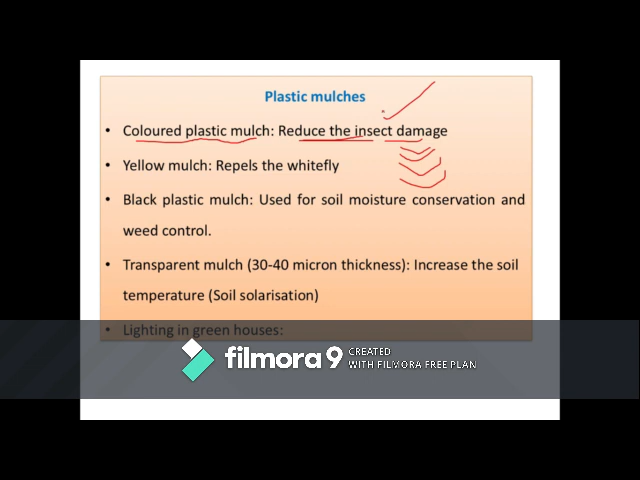 Plastic mulches
• Coloured plastic mulch: Reduce the insect damage
• Yellow mulch: Repels the whitefly
• Black plastic mulch: Used for soil moisture conservation and
weed control.
• Transparent mulch (30-40 micron thickness): Increase the soil
temperature (Soil solarisation)
• Lighting in green houses:
filmora9 CREATED
WITH FILMORA FREE PLAN